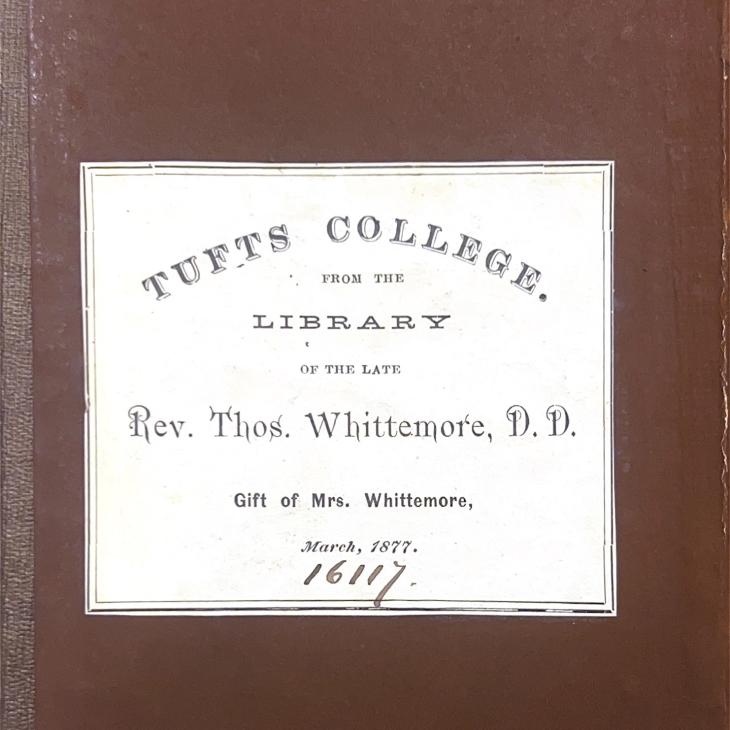 TUFTS COLLEGE.
FROM THE
LIBRARY
OF THE LATE
Rev. Thos. Whittemore, D. D.
Gift of Mrs. Whittemore,
March, 1877.
16117.